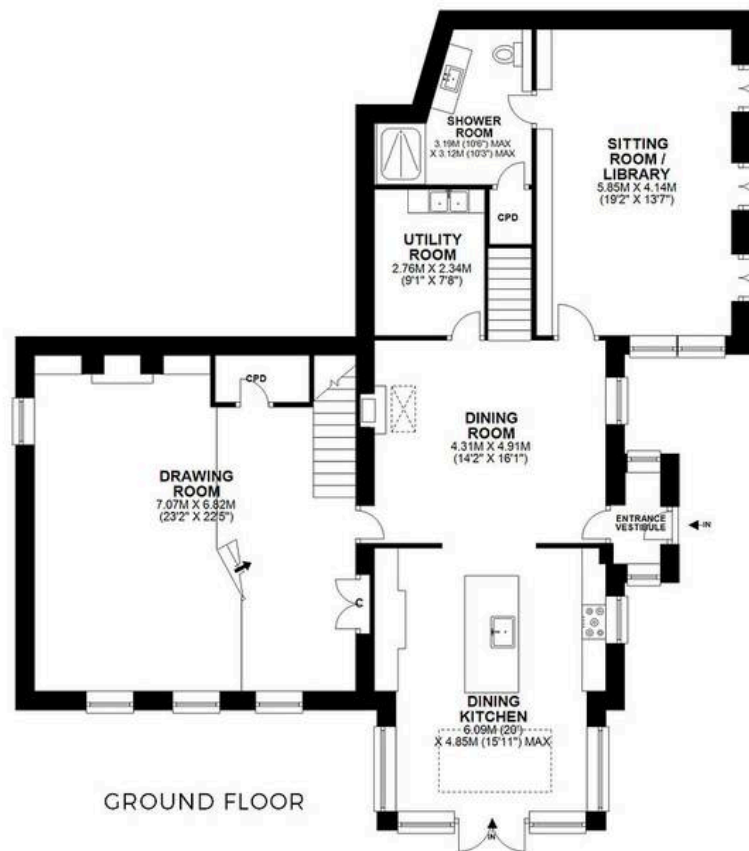 SHOWER
ROOM
3.19M (10'6") MAX
X 3.12M (10'3") MAX
SITTING
ROOM /
LIBRARY
5.85M X 4.14M
(19'2" X 13'7")
CPD
UTILITY
ROOM
2.76M X 2.34M
(9'1" X 7'8")
CPD
DINING
ROOM
4.31M X 4.91M
(14'2" X 16'1")
DRAWING
ROOM
7.07M X 6.82M
(23'2" X 22'5")
ENTRANCE
VESTIBULE
IN
C
DINING
KITCHEN
6.09M (20')
X 4.85M (15'11") MAX
GROUND FLOOR
IN